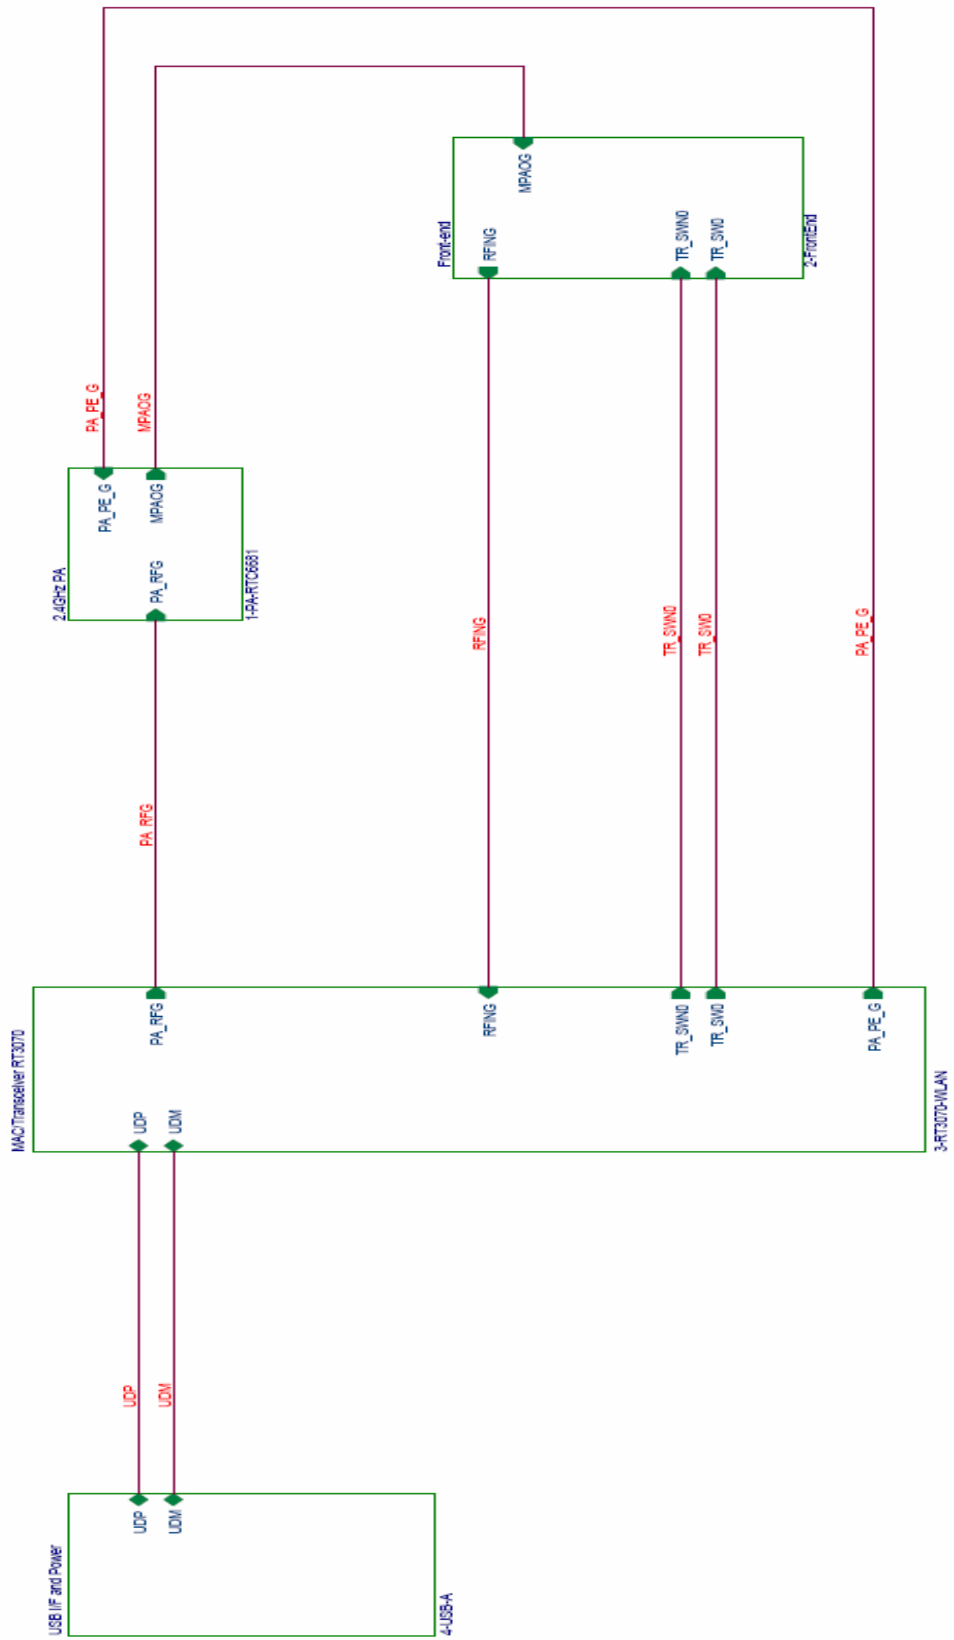 USB I/F and Power
UDP
UDM
4-USB-A
UDP
UDM
MAC/Transceiver RT3070
UDP
UDM
PA_RFG
RFING
TR_SWN0
TR_SW0
PA_PE_G
3-RT3070-WLAN
PA_RFG
RFING
TR_SWN0
TR_SW0
PA_PE_G
2.4GHz PA
PA_RFG
PA_PE_G
MPAOG
1-PA-RTC6681
PA_PE_G
MPAOG
Front-end
RFING
MPAOG
TR_SWN0
TR_SW0
2-FrontEnd